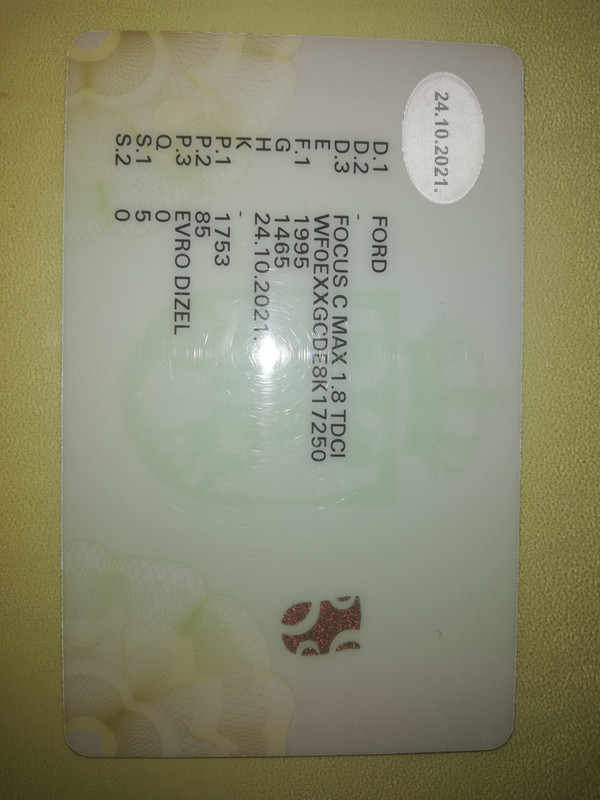 24.10.2021.
D.1 FORD
D.2 -
D.3 FOCUS C MAX 1.8 TDCI
E WF0EXXGCDE8K17250
F.1 1995
G 1465
H 24.10.2021.
K -
P.1 1753
P.2 85
P.3 EVRO DIZEL
Q 0
S.1 5
S.2 0